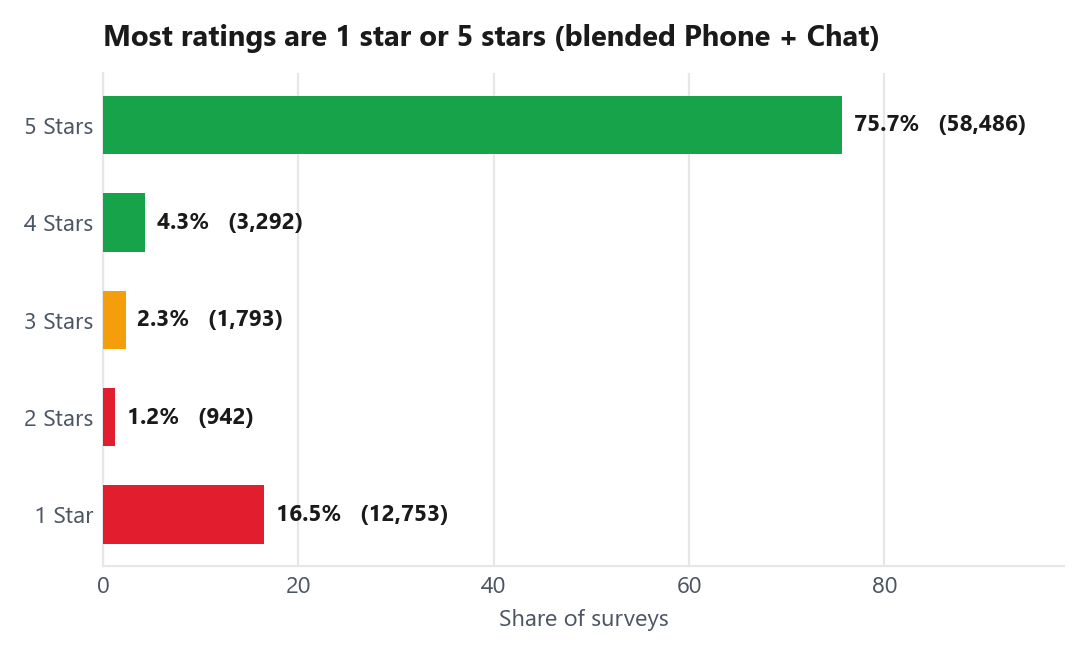 Most ratings are 1 star or 5 stars (blended Phone + Chat)
5 Stars 75.7% (58,486)
4 Stars 4.3% (3,292)
3 Stars 2.3% (1,793)
2 Stars 1.2% (942)
1 Star 16.5% (12,753)
0 20 40 60 80
Share of surveys